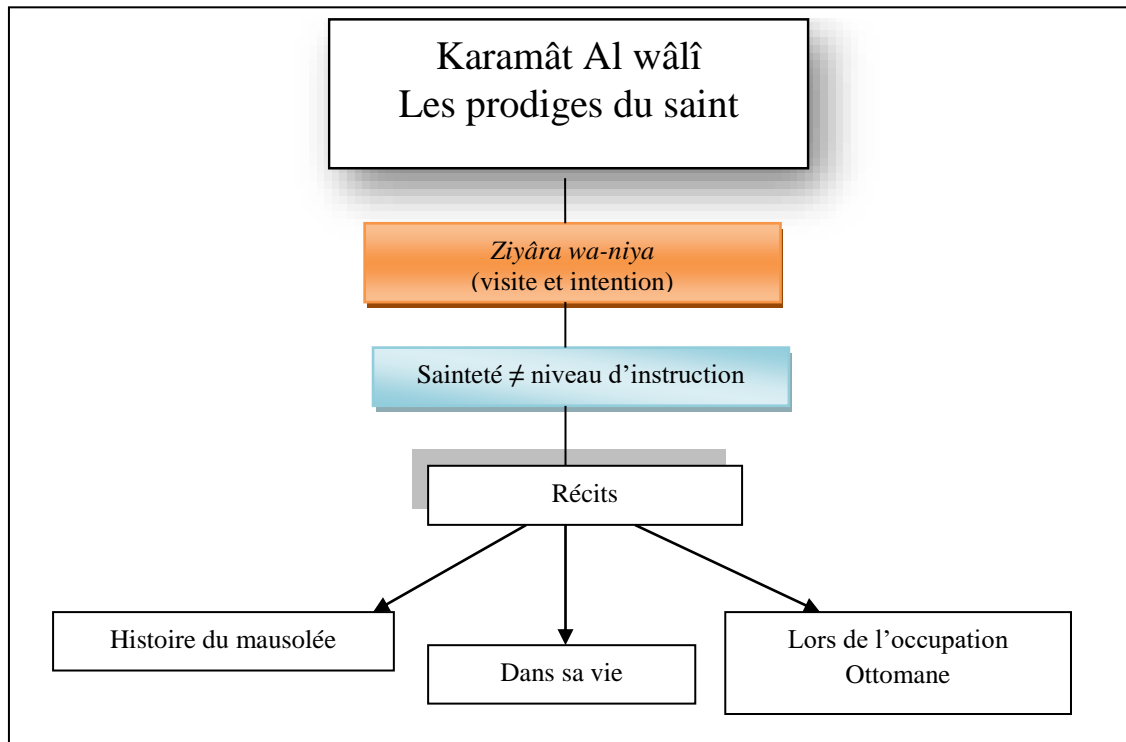 Karamât Al wâlî
Les prodiges du saint
Ziyâra wa-niya
(visite et intention)
Sainteté ≠ niveau d’instruction
Récits
Histoire du mausolée
Dans sa vie
Lors de l’occupation
Ottomane